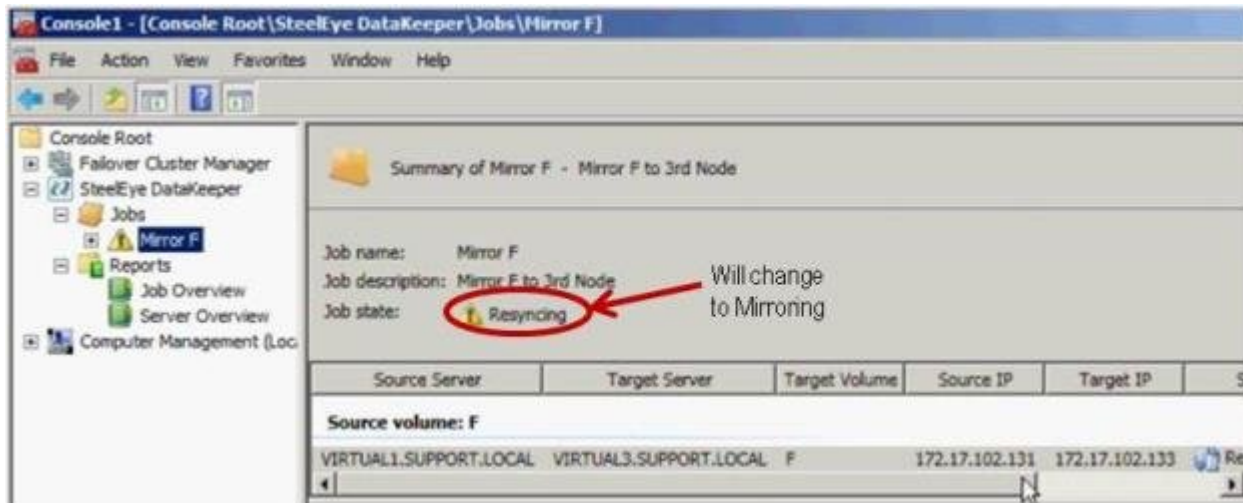 Console1 - [Console Root\SteelEye DataKeeper\Jobs\Mirror F]
File Action View Favorites Window Help
Console Root
Failover Cluster Manager
SteelEye DataKeeper
Jobs
Mirror F
Reports
Job Overview
Server Overview
Computer Management (Loc
Summary of Mirror F - Mirror F to 3rd Node
Job name: Mirror F
Job description: Mirror F to 3rd Node
Job state: Resyncing
Will change
to Mirroring
Source Server Target Server Target Volume Source IP Target IP S
Source volume: F
VIRTUAL1.SUPPORT.LOCAL VIRTUAL3.SUPPORT.LOCAL F 172.17.102.131 172.17.102.133 Re